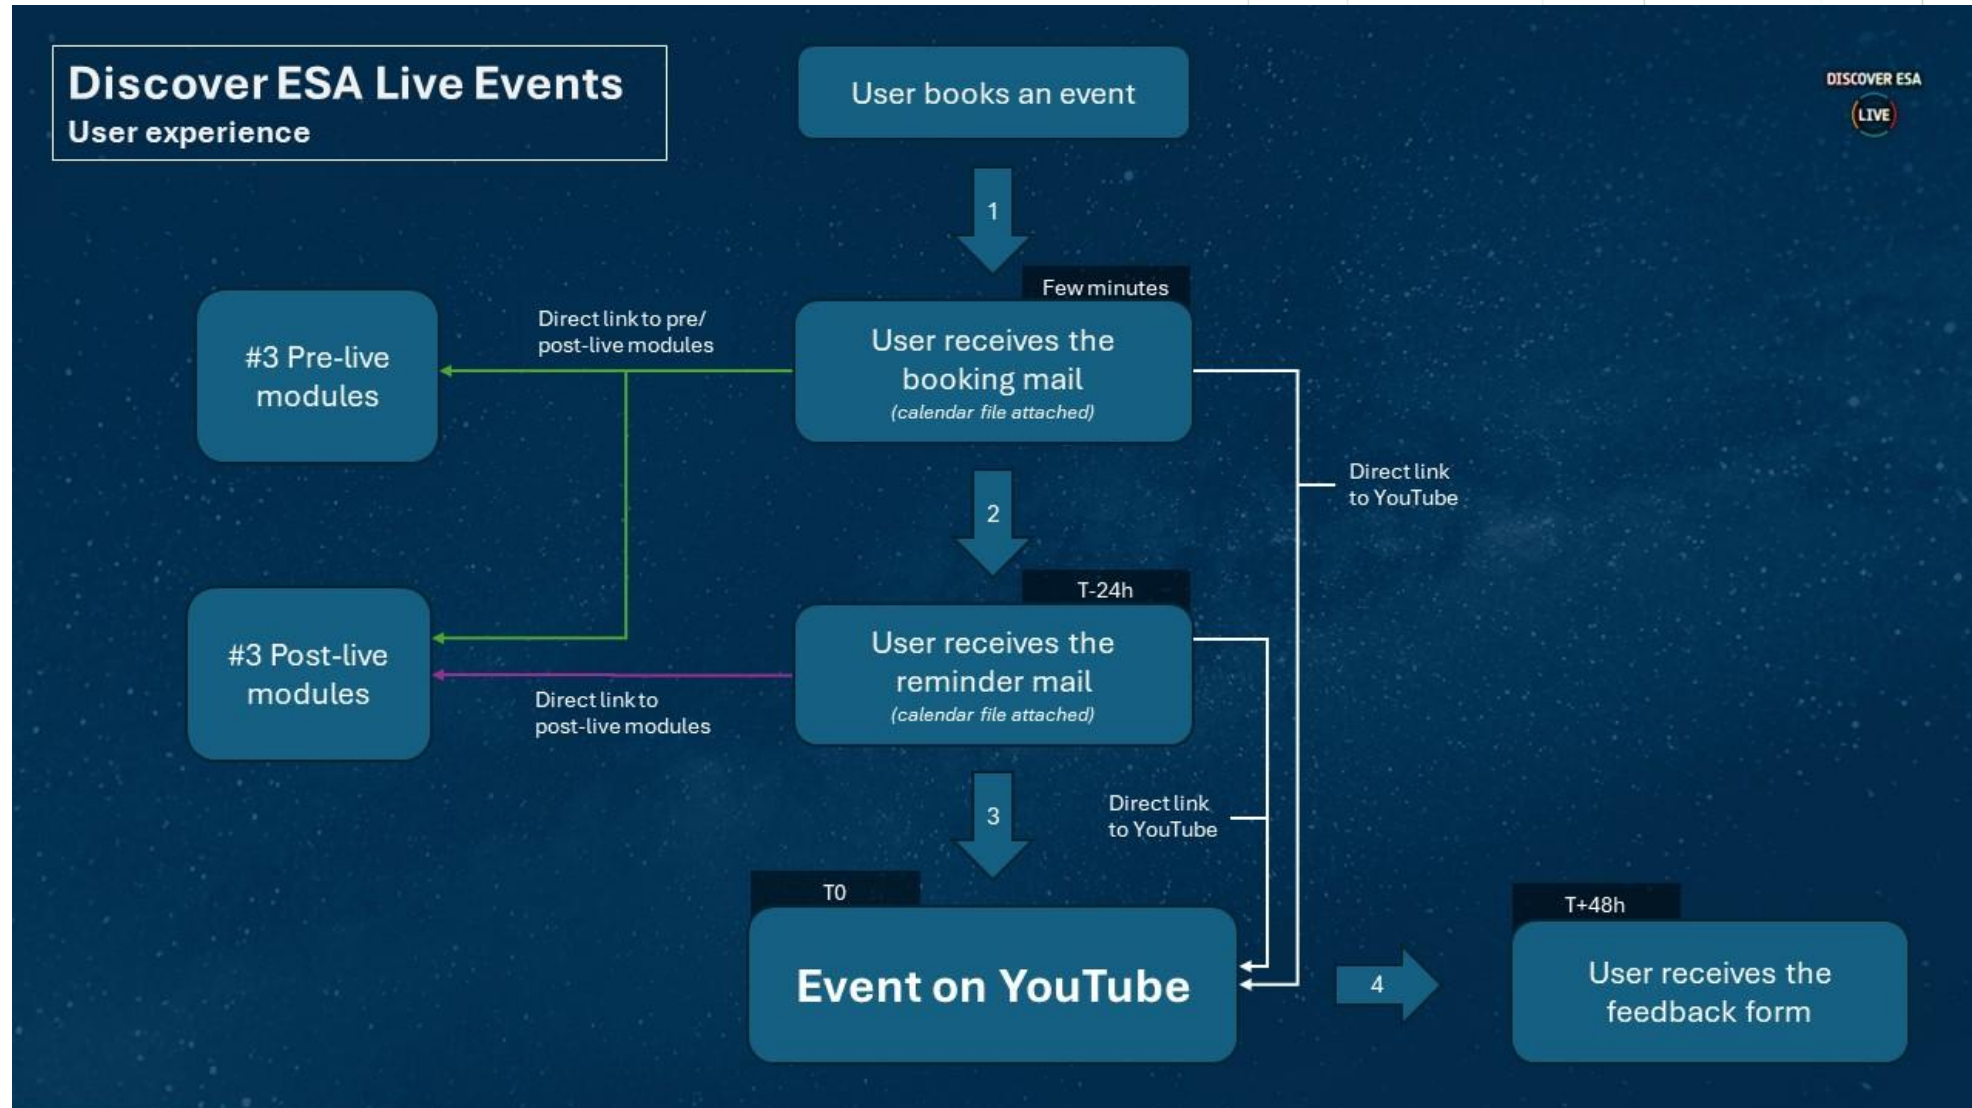 Discover ESA Live Events
User experience
User books an event
DISCOVER ESA
LIVE
1
Few minutes
User receives the
booking mail
(calendar file attached)
Direct link to pre/
post-live modules
#3 Pre-live
modules
Direct link
to YouTube
2
T-24h
User receives the
reminder mail
(calendar file attached)
#3 Post-live
modules
Direct link to
post-live modules
3
Direct link
to YouTube
T0
Event on YouTube
4
T+48h
User receives the
feedback form